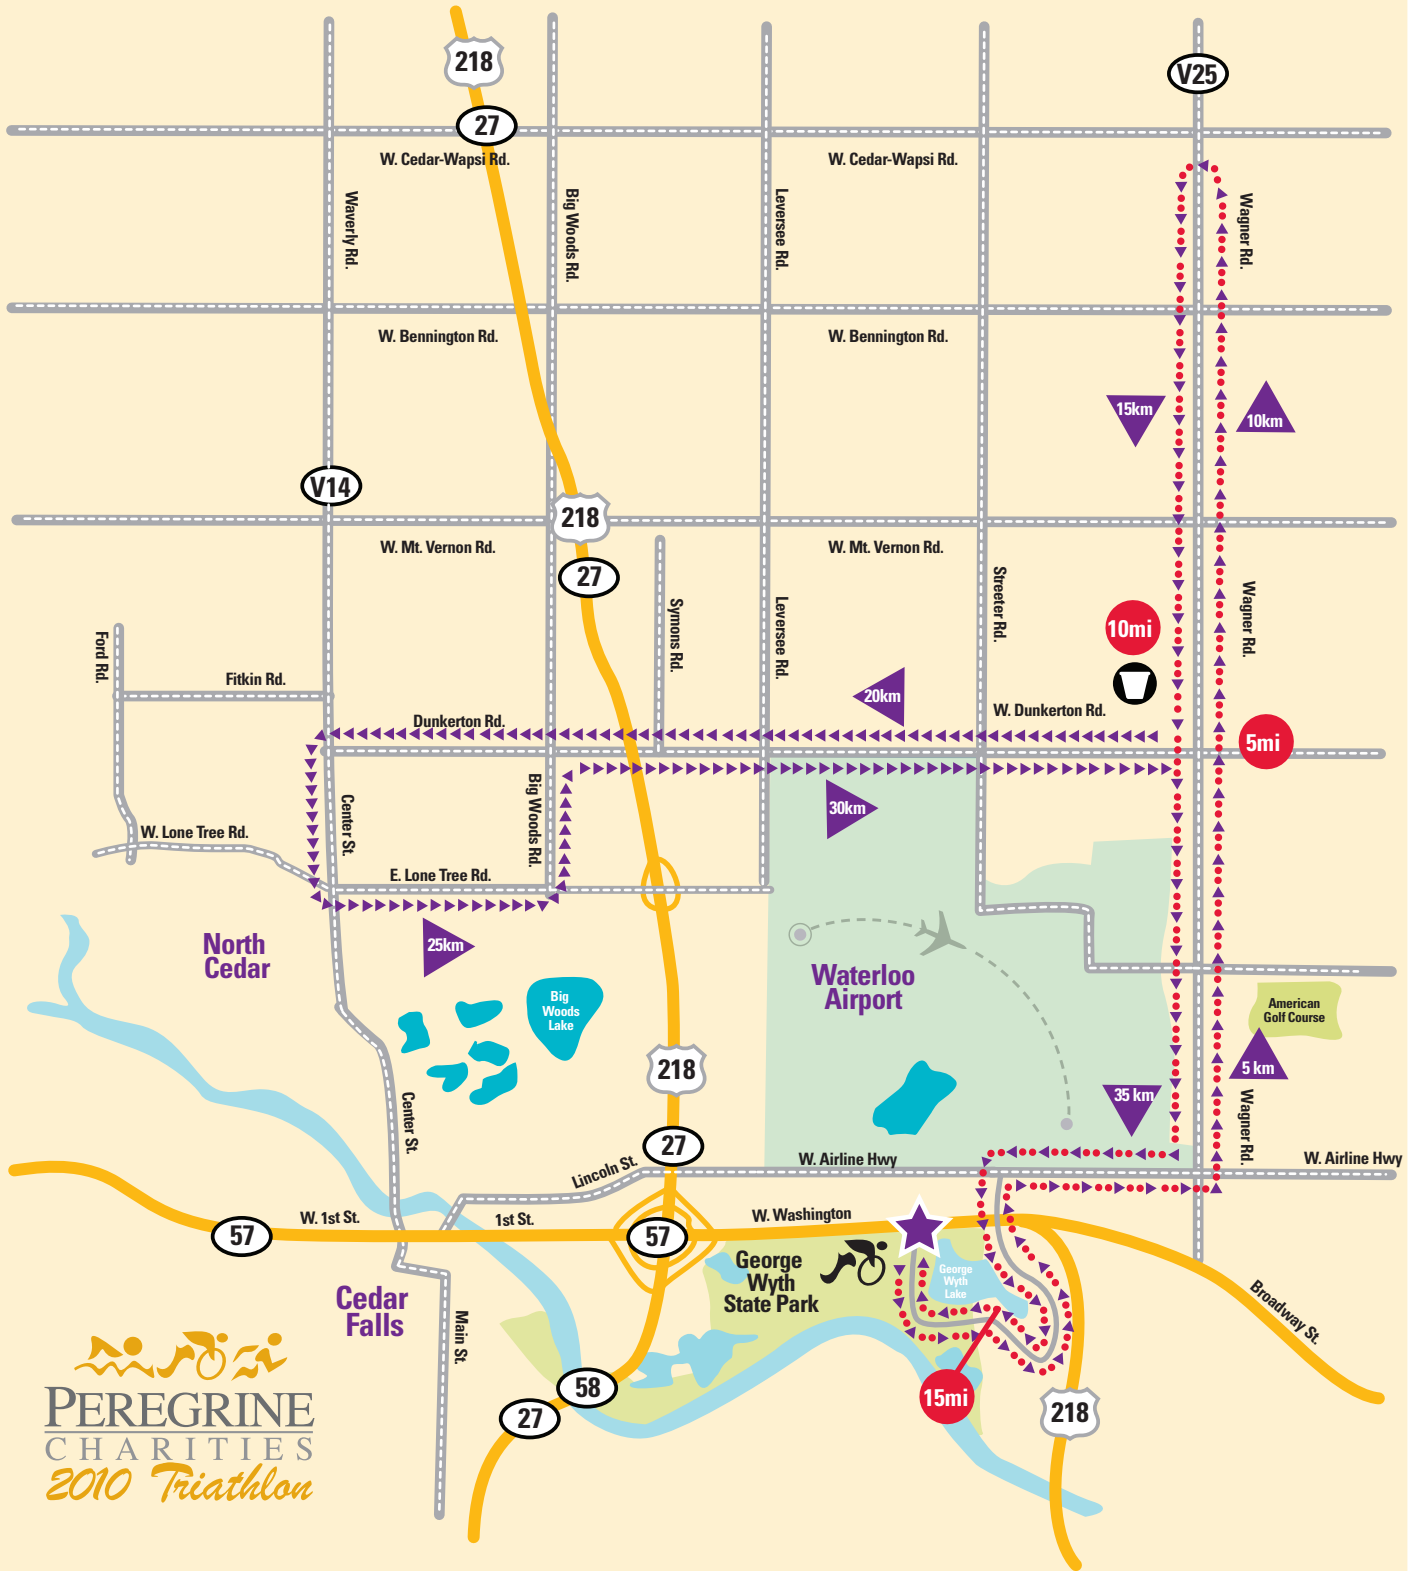 218
V25
27
W. Cedar-Wapsi Rd.
W. Cedar-Wapsi Rd.
Waverly Rd.
Big Woods Rd.
Leversee Rd.
Wagner Rd.
W. Bennington Rd.
W. Bennington Rd.
15km
10km
V14
218
W. Mt. Vernon Rd.
W. Mt. Vernon Rd.
27
Streeter Rd.
Symons Rd.
Leversee Rd.
Wagner Rd.
Ford Rd.
10mi
Fitkin Rd.
20km
W. Dunkerton Rd.
Dunkerton Rd.
5mi
Center St.
Big Woods Rd.
30km
W. Lone Tree Rd.
E. Lone Tree Rd.
North
Cedar
25km
Waterloo
Airport
Big
Woods
Lake
American
Golf Course
218
5 km
35 km
Center St.
Wagner Rd.
27
Lincoln St.
W. Airline Hwy
W. Airline Hwy
W. 1st St.
1st St.
W. Washington
57
57
George
Wyth
State Park
George
Wyth
Lake
Cedar
Falls
Main St.
Broadway St.
58
27
15mi
218
PEREGRINE
CHARITIES
2010 Triathlon